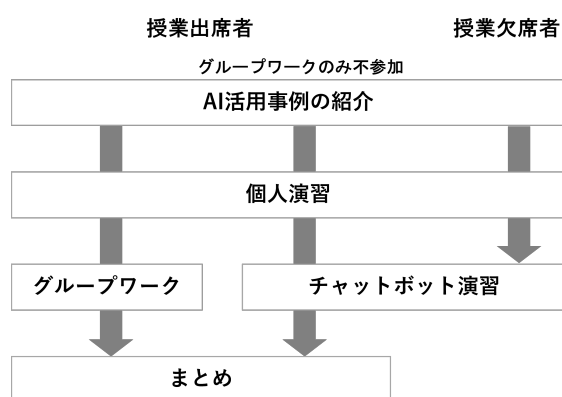 授業出席者
授業欠席者
グループワークのみ不参加
AI活用事例の紹介
個人演習
グループワーク
チャットボット演習
まとめ